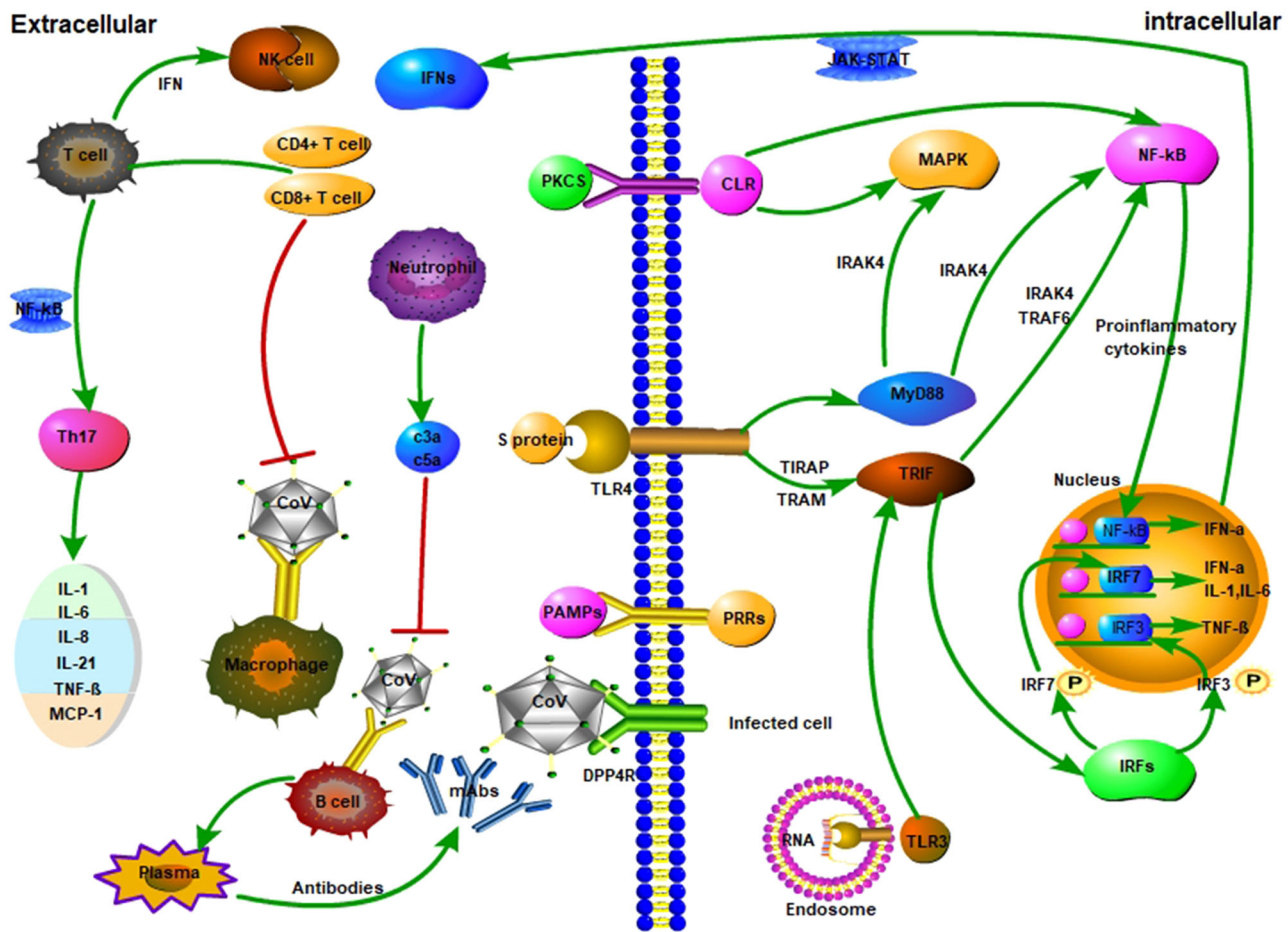 Extracellular
intracellular
NK cell
IFN
IFNs
JAK-STAT
T cell
CD4+ T cell
CD8+ T cell
PKCS
CLR
MAPK
NF-kB
Neutrophil
IRAK4
IRAK4
IRAK4
TRAF6
NF-kB
Proinflammatory
cytokines
Th17
c3a
c5a
S protein
TLR4
MyD88
TIRAP
TRAM
TRIF
Nucleus
CoV
NF-kB
IFN-a
IRF7
IFN-a
IL-1,IL-6
IRF3
TNF-ß
IL-1
IL-6
IL-8
IL-21
TNF-ß
MCP-1
Macrophage
PAMPs
PRRs
CoV
CoV
IRF7
P
IRF3
P
Infected cell
DPP4R
IRFs
B cell
mAbs
RNA
TLR3
Plasma
Antibodies
Endosome